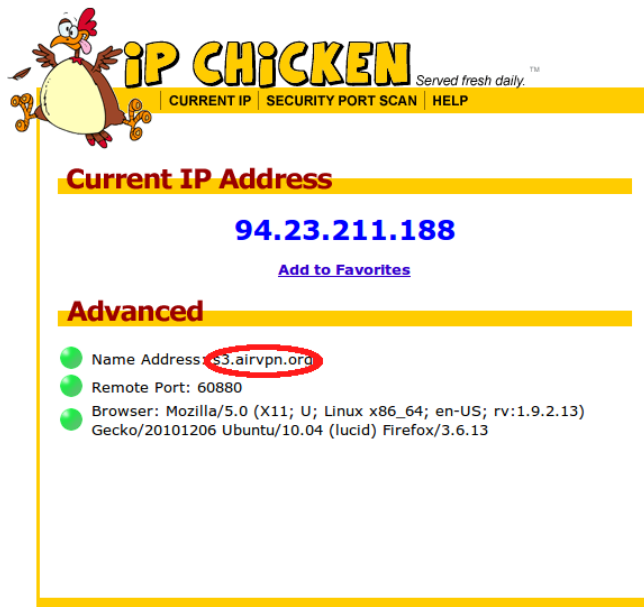 iP CHiCKEN Served fresh daily. ™
CURRENT IP | SECURITY PORT SCAN | HELP
Current IP Address
94.23.211.188
Add to Favorites
Advanced
Name Address: s3.airvpn.org
Remote Port: 60880
Browser: Mozilla/5.0 (X11; U; Linux x86_64; en-US; rv:1.9.2.13)
Gecko/20101206 Ubuntu/10.04 (lucid) Firefox/3.6.13